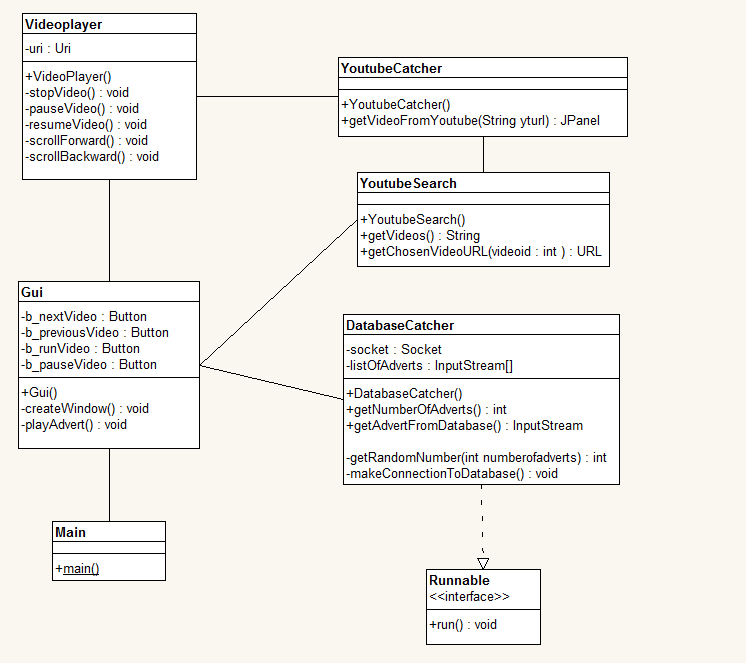 Videoplayer
-uri : Uri
+VideoPlayer()
-stopVideo() : void
-pauseVideo() : void
-resumeVideo() : void
-scrollForward() : void
-scrollBackward() : void
YoutubeCatcher
+YoutubeCatcher()
+getVideoFromYoutube(String yturl) : JPanel
YoutubeSearch
+YoutubeSearch()
+getVideos() : String
+getChosenVideoURL(videoid : int ) : URL
Gui
-b_nextVideo : Button
-b_previousVideo : Button
-b_runVideo : Button
-b_pauseVideo : Button
+Gui()
-createWindow() : void
-playAdvert() : void
DatabaseCatcher
-socket : Socket
-listOfAdverts : InputStream[]
+DatabaseCatcher()
+getNumberOfAdverts() : int
+getAdvertFromDatabase() : InputStream
-getRandomNumber(int numberofadverts) : int
-makeConnectionToDatabase() : void
Main
+main()
Runnable
<<interface>>
+run() : void